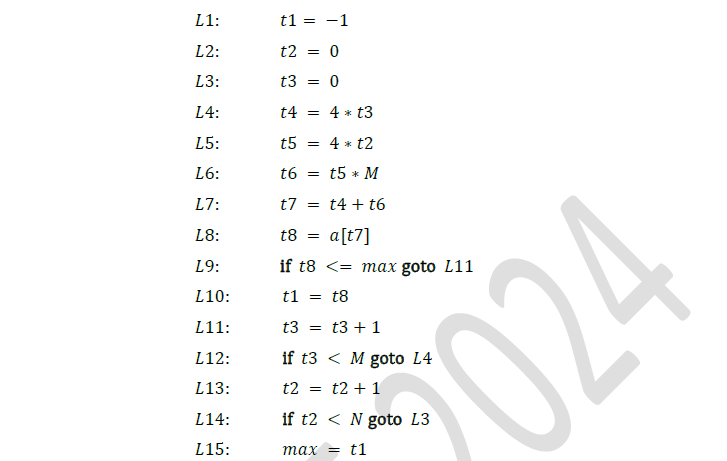 L1: t1 = −1
L2: t2 = 0
L3: t3 = 0
L4: t4 = 4 * t3
L5: t5 = 4 * t2
L6: t6 = t5 * M
L7: t7 = t4 + t6
L8: t8 = a[t7]
L9: if t8 <= max goto L11
L10: t1 = t8
L11: t3 = t3 + 1
L12: if t3 < M goto L4
L13: t2 = t2 + 1
L14: if t2 < N goto L3
L15: max = t1
2024